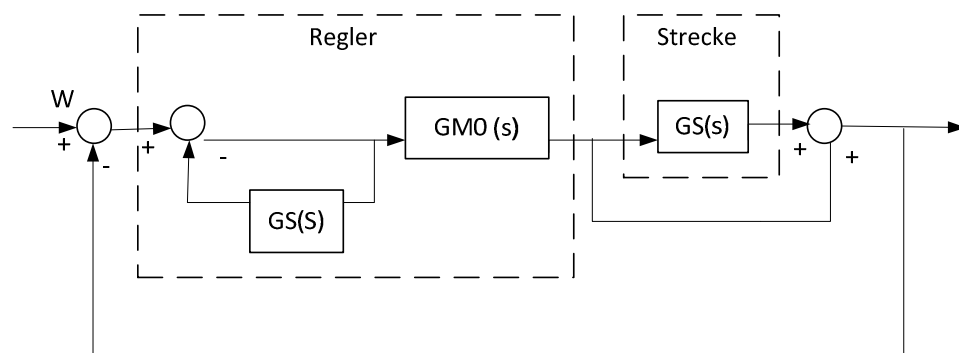 Regler
Strecke
W
GM0 (s)
GS(s)
+
-
+
-
+
+
GS(S)